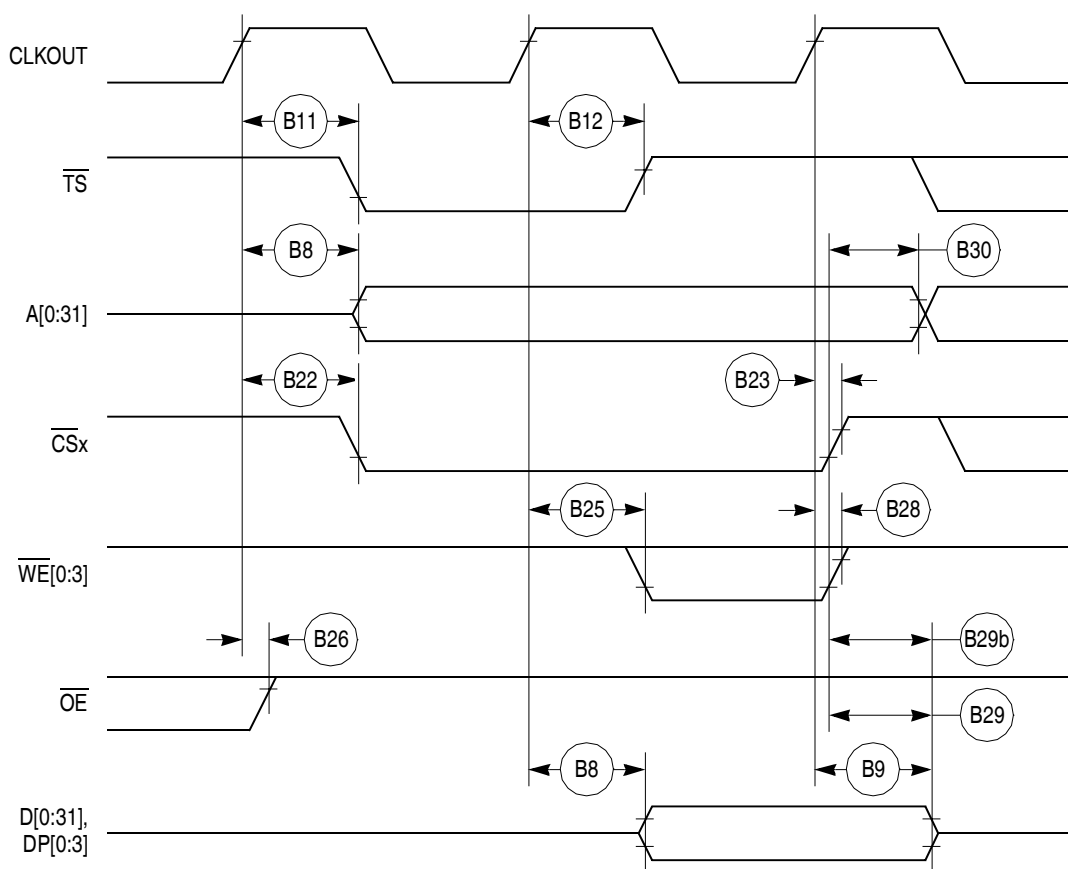 CLKOUT
B11
B12
TS
B8
B30
A[0:31]
B22
B23
CSx
B25
B28
WE[0:3]
B26
B29b
OE
B29
B8
B9
D[0:31],
DP[0:3]